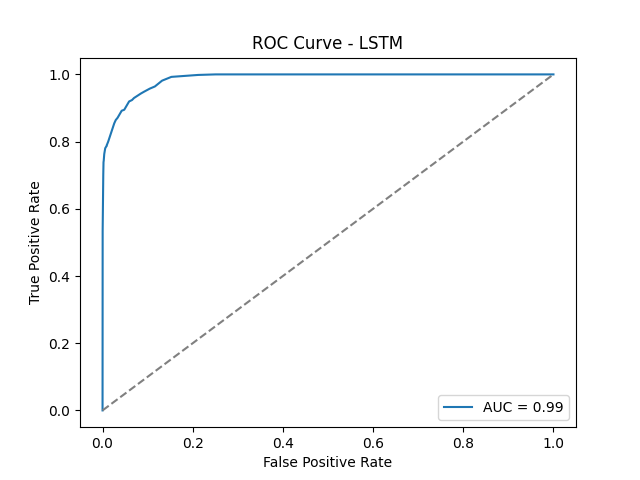 ROC Curve - LSTM
True Positive Rate
1.0
0.8
0.6
0.4
0.2
0.0
0.0 0.2 0.4 0.6 0.8 1.0
False Positive Rate
AUC = 0.99